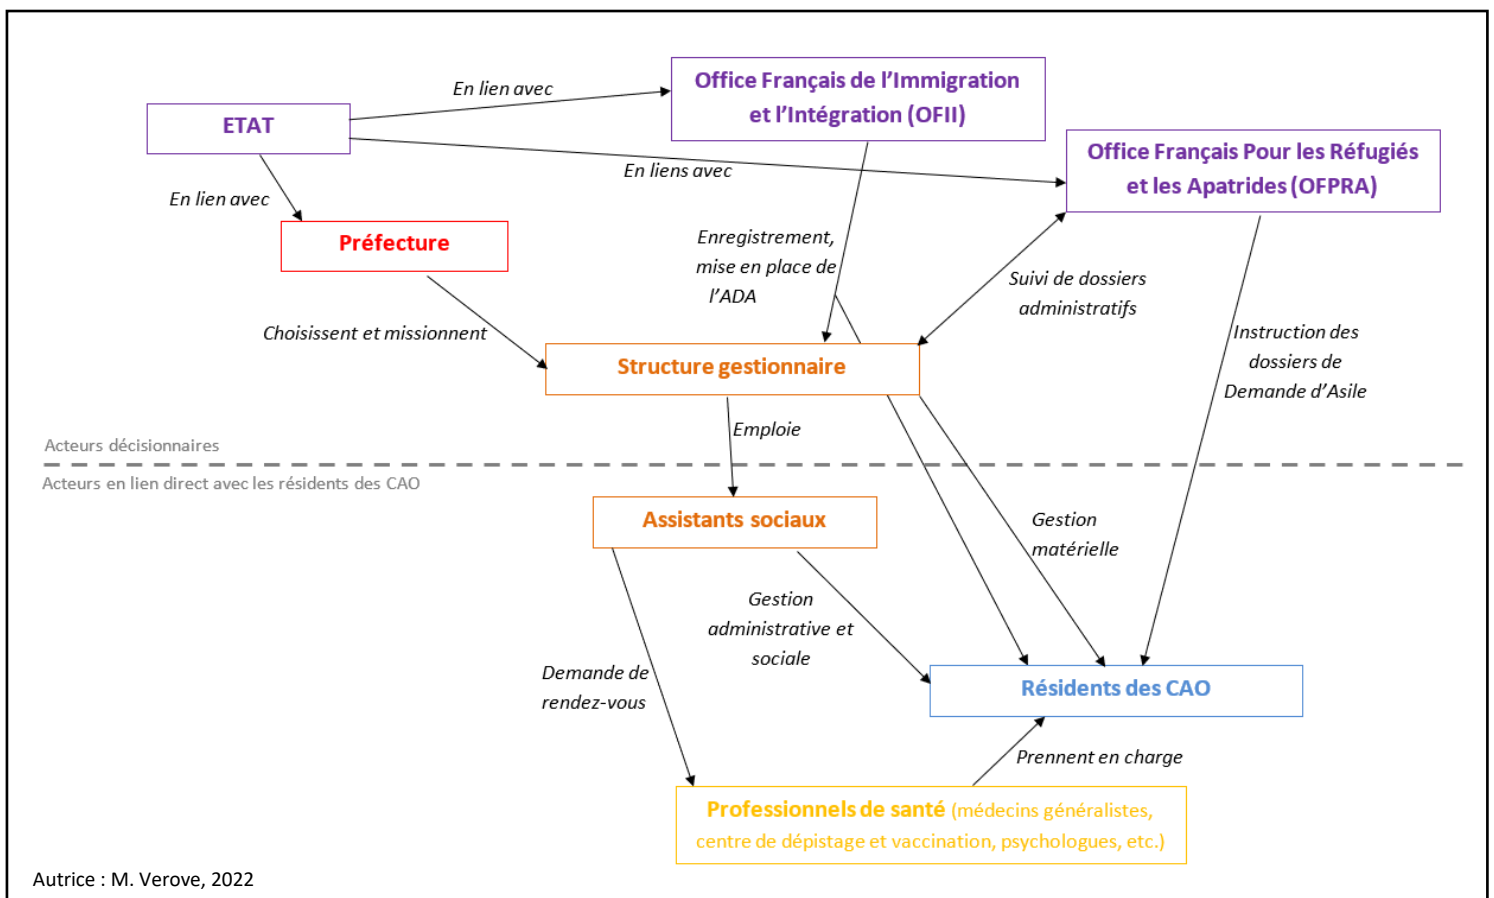 En lien avec
Office Français de l'Immigration
et l'Intégration (OFII)
ETAT
Office Français Pour les Réfugiés
et les Apatrides (OFPRA)
En liens avec
En lien avec
Préfecture
Enregistrement,
mise en place de
l'ADA
Suivi de dossiers
administratifs
Choisissent et missionnent
Instruction des
dossiers de
Demande d'Asile
Structure gestionnaire
Emploie
Acteurs décisionnaires
Acteurs en lien direct avec les résidents des CAO
Assistants sociaux
Gestion
matérielle
Gestion
administrative et
sociale
Demande de
rendez-vous
Résidents des CAO
Prennent en charge
Professionnels de santé (médecins généralistes,
centre de dépistage et vaccination, psychologues, etc.)
Autrice : M. Verove, 2022